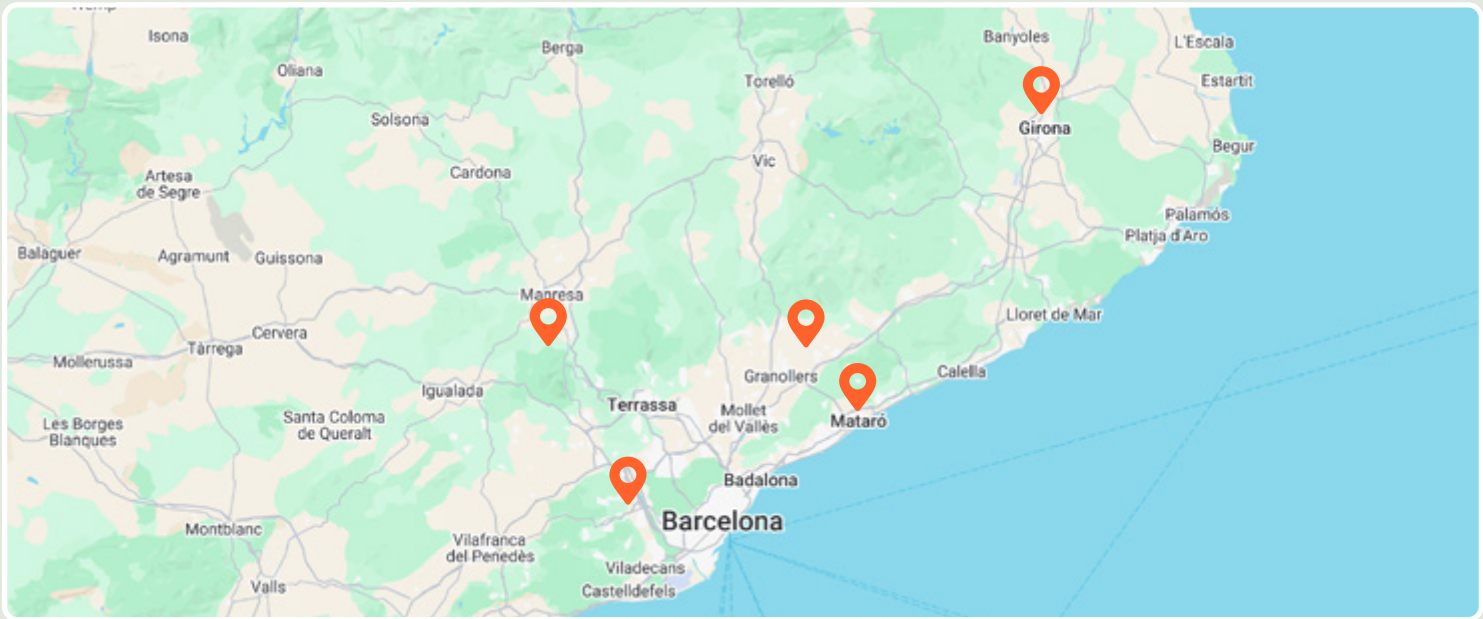 Isona
Berga
Banyoles
L'Escala
Oliana
Torelló
Estartit
Solsona
Girona
Begur
Vic
Cardona
Artesa
de Segre
Palamós
Platja d'Aro
Balaguer
Agramunt
Guissona
Manresa
Lloret de Mar
Cervera
Tàrrega
Mollerussa
Calella
Granollers
Igualada
Terrassa
Mollet
del Vallès
Mataró
Santa Coloma
de Queralt
Les Borges
Blanques
Badalona
Barcelona
Montblanc
Vilafranca
del Penedès
Viladecans
Castelldefels
Valls